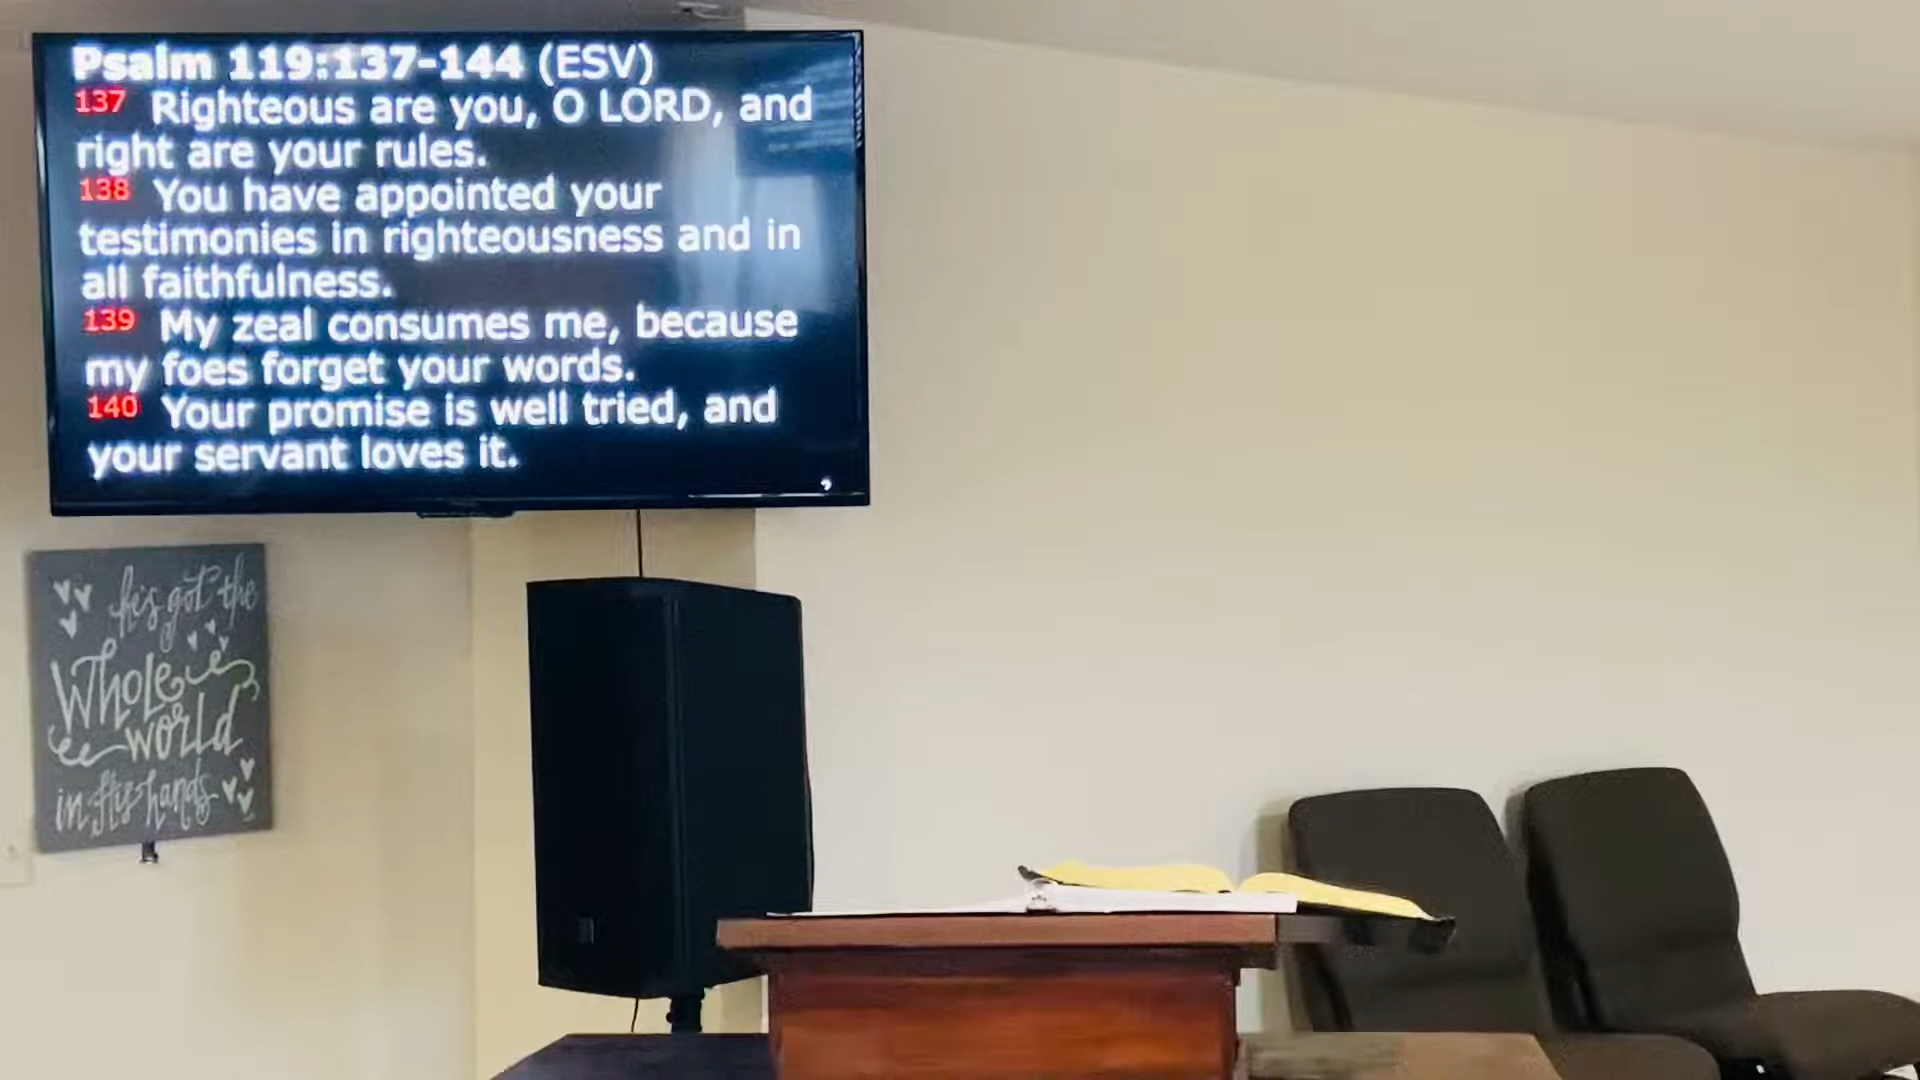 Psalm 119:137-144 (ESV)
137 Righteous are you, O LORD, and
right are your rules.
138 You have appointed your
testimonies in righteousness and in
all faithfulness.
139 My zeal consumes me, because
my foes forget your words.
140 Your promise is well tried, and
your servant loves it.
he's got the
Whole
world
in His hands